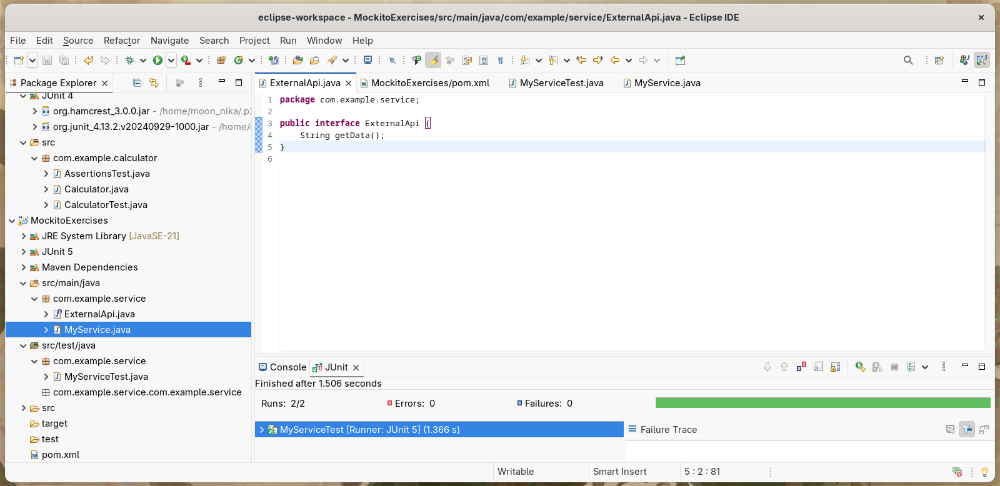 eclipse-workspace - MockitoExercises/src/main/java/com/example/service/ExternalApi.java - Eclipse IDE
File Edit Source Refactor Navigate Search Project Run Window Help
Package Explorer
JUnit 4
org.hamcrest_3.0.0.jar - /home/moon_nika/.p2
org.junit_4.13.2.v20240929-1000.jar - /home/
src
com.example.calculator
AssertionsTest.java
Calculator.java
CalculatorTest.java
MockitoExercises
JRE System Library [JavaSE-21]
JUnit 5
Maven Dependencies
src/main/java
com.example.service
ExternalApi.java
MyService.java
src/test/java
com.example.service
MyServiceTest.java
com.example.service.com.example.service
src
target
test
pom.xml
ExternalApi.java MockitoExercises/pom.xml MyServiceTest.java MyService.java
1 package com.example.service;
2
3 public interface ExternalApi {
4 String getData();
5 }
6
Console JUnit
Finished after 1.506 seconds
Runs: 2/2 Errors: 0 Failures: 0
MyServiceTest [Runner: JUnit 5] (1.366 s)
Failure Trace
Writable Smart Insert 5 : 2 : 81